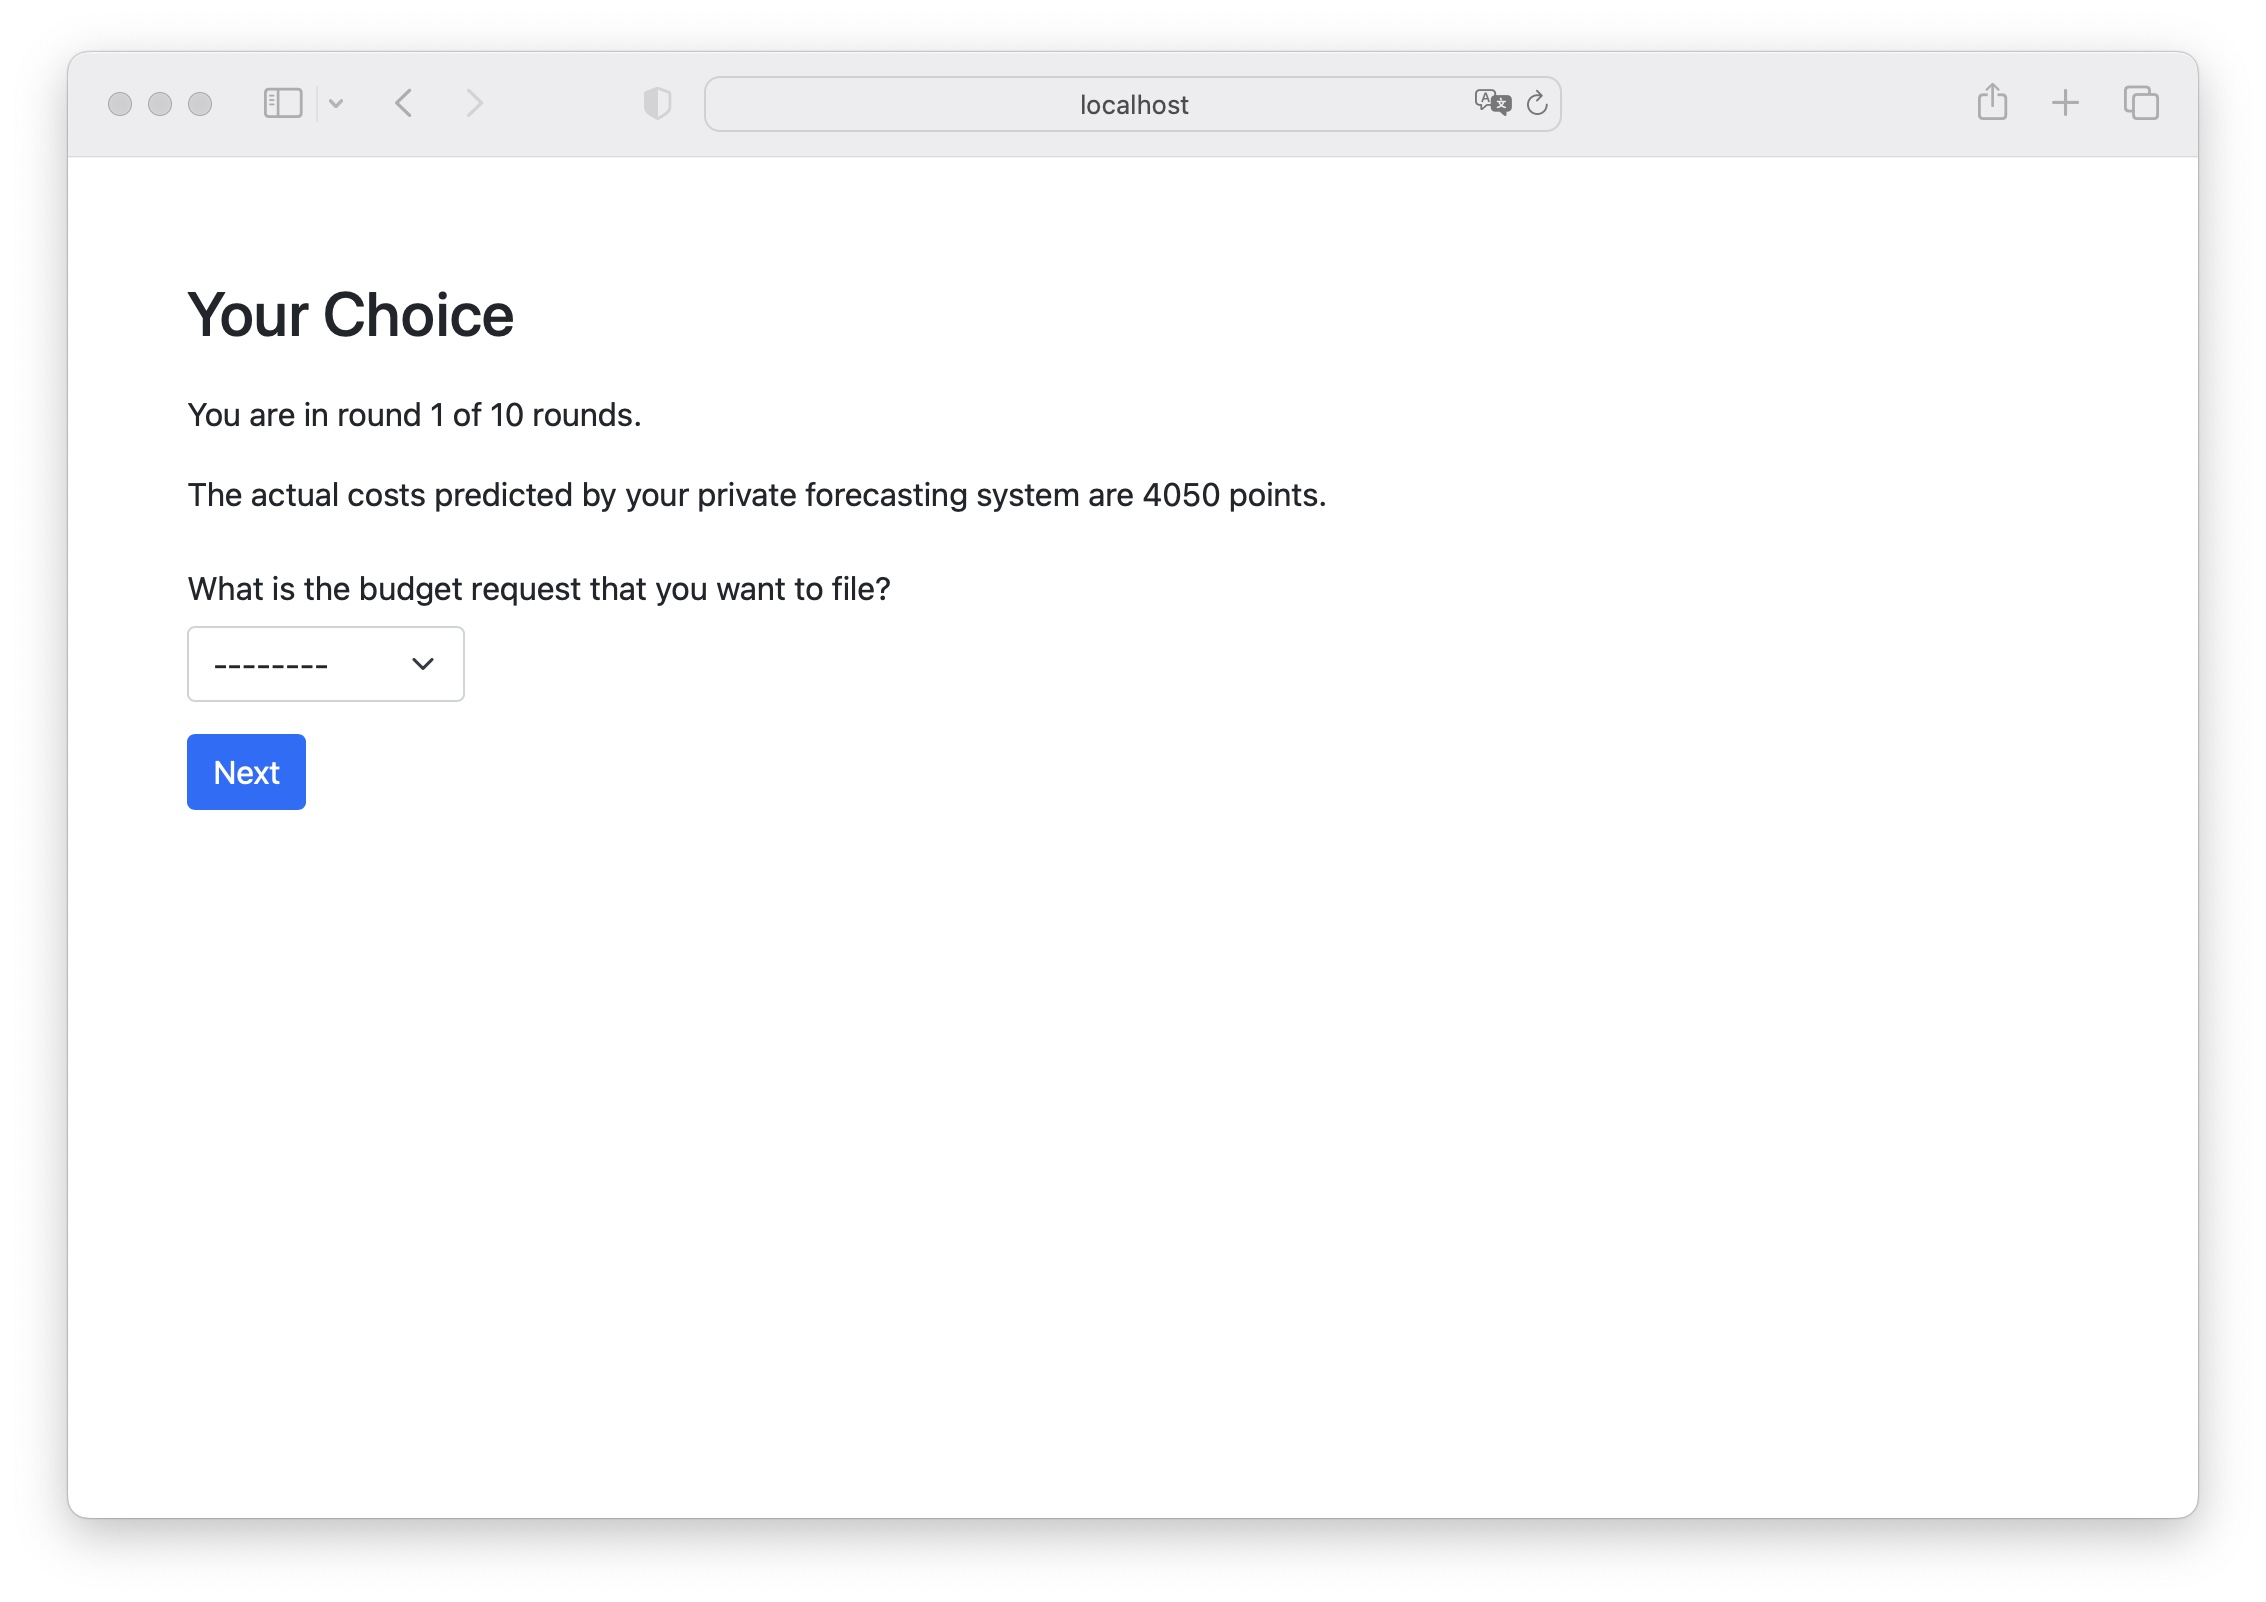 localhost
Your Choice
You are in round 1 of 10 rounds.
The actual costs predicted by your private forecasting system are 4050 points.
What is the budget request that you want to file?
--------
Next